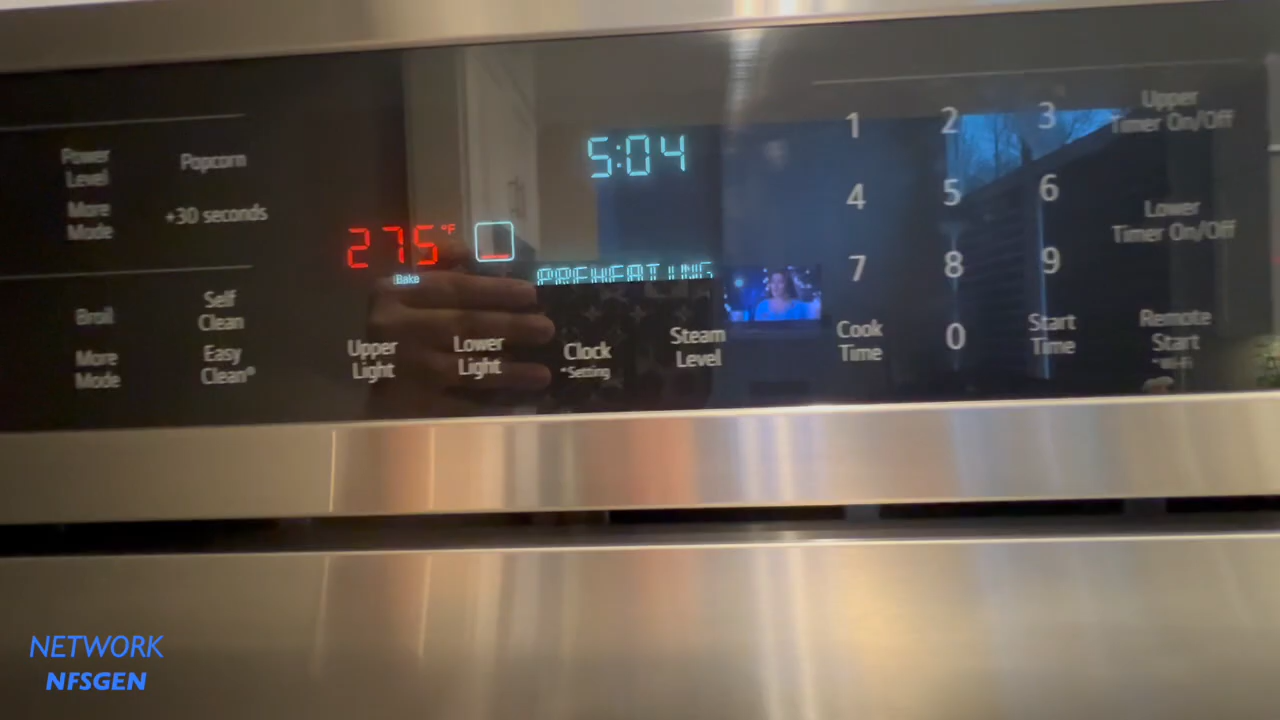 Power
Level
Popcorn
More
Mode
+30 seconds
Broil
Self
Clean
More
Mode
Easy
Clean®
275°F
Bake
5:04
PREHEATING
Upper
Light
Lower
Light
Clock
*Setting
Steam
Level
1 2 3
4 5 6
7 8 9
Cook
Time
0
Start
Time
Upper
Timer On/Off
Lower
Timer On/Off
Remote
Start
*Wi-Fi
NETWORK
NFSGEN